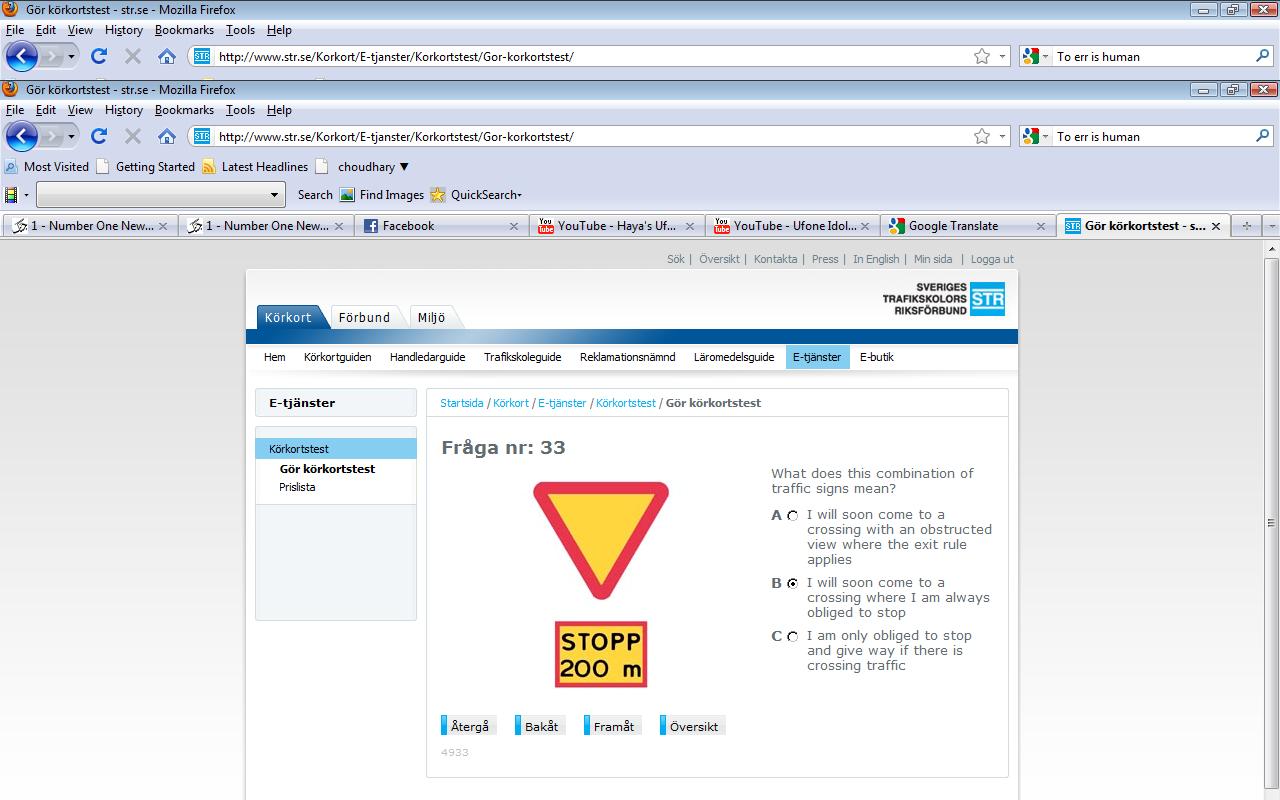 Gör körkortstest - str.se - Mozilla Firefox
File Edit View History Bookmarks Tools Help
http://www.str.se/Korkort/E-tjanster/Korkortstest/Gor-korkortstest/ To err is human
Gör körkortstest - str.se - Mozilla Firefox
File Edit View History Bookmarks Tools Help
STR http://www.str.se/Korkort/E-tjanster/Korkortstest/Gor-korkortstest/ To err is human
Most Visited Getting Started Latest Headlines choudhary
Search Find Images QuickSearch
1 - Number One New... 1 - Number One New... Facebook You Tube YouTube - Haya's Uf... You Tube YouTube - Ufone Idol... Google Translate STR Gör körkortstest - s...
Sök | Översikt | Kontakta | Press | In English | Min sida | Logga ut
SVERIGES
TRAFIKSKOLORS STR
RIKSFÖRBUND
Körkort Förbund Miljö
Hem Körkortguiden Handledarguide Trafikskoleguide Reklamationsnämnd Läromedelsguide E-tjänster E-butik
E-tjänster
Körkortstest
Gör körkortstest
Prislista
Startsida / Körkort / E-tjänster / Körkortstest / Gör körkortstest
Fråga nr: 33
STOPP
200 m
What does this combination of
traffic signs mean?
A I will soon come to a
crossing with an obstructed
view where the exit rule
applies
B I will soon come to a
crossing where I am always
obliged to stop
C I am only obliged to stop
and give way if there is
crossing traffic
Återgå Bakåt Framåt Översikt
4933